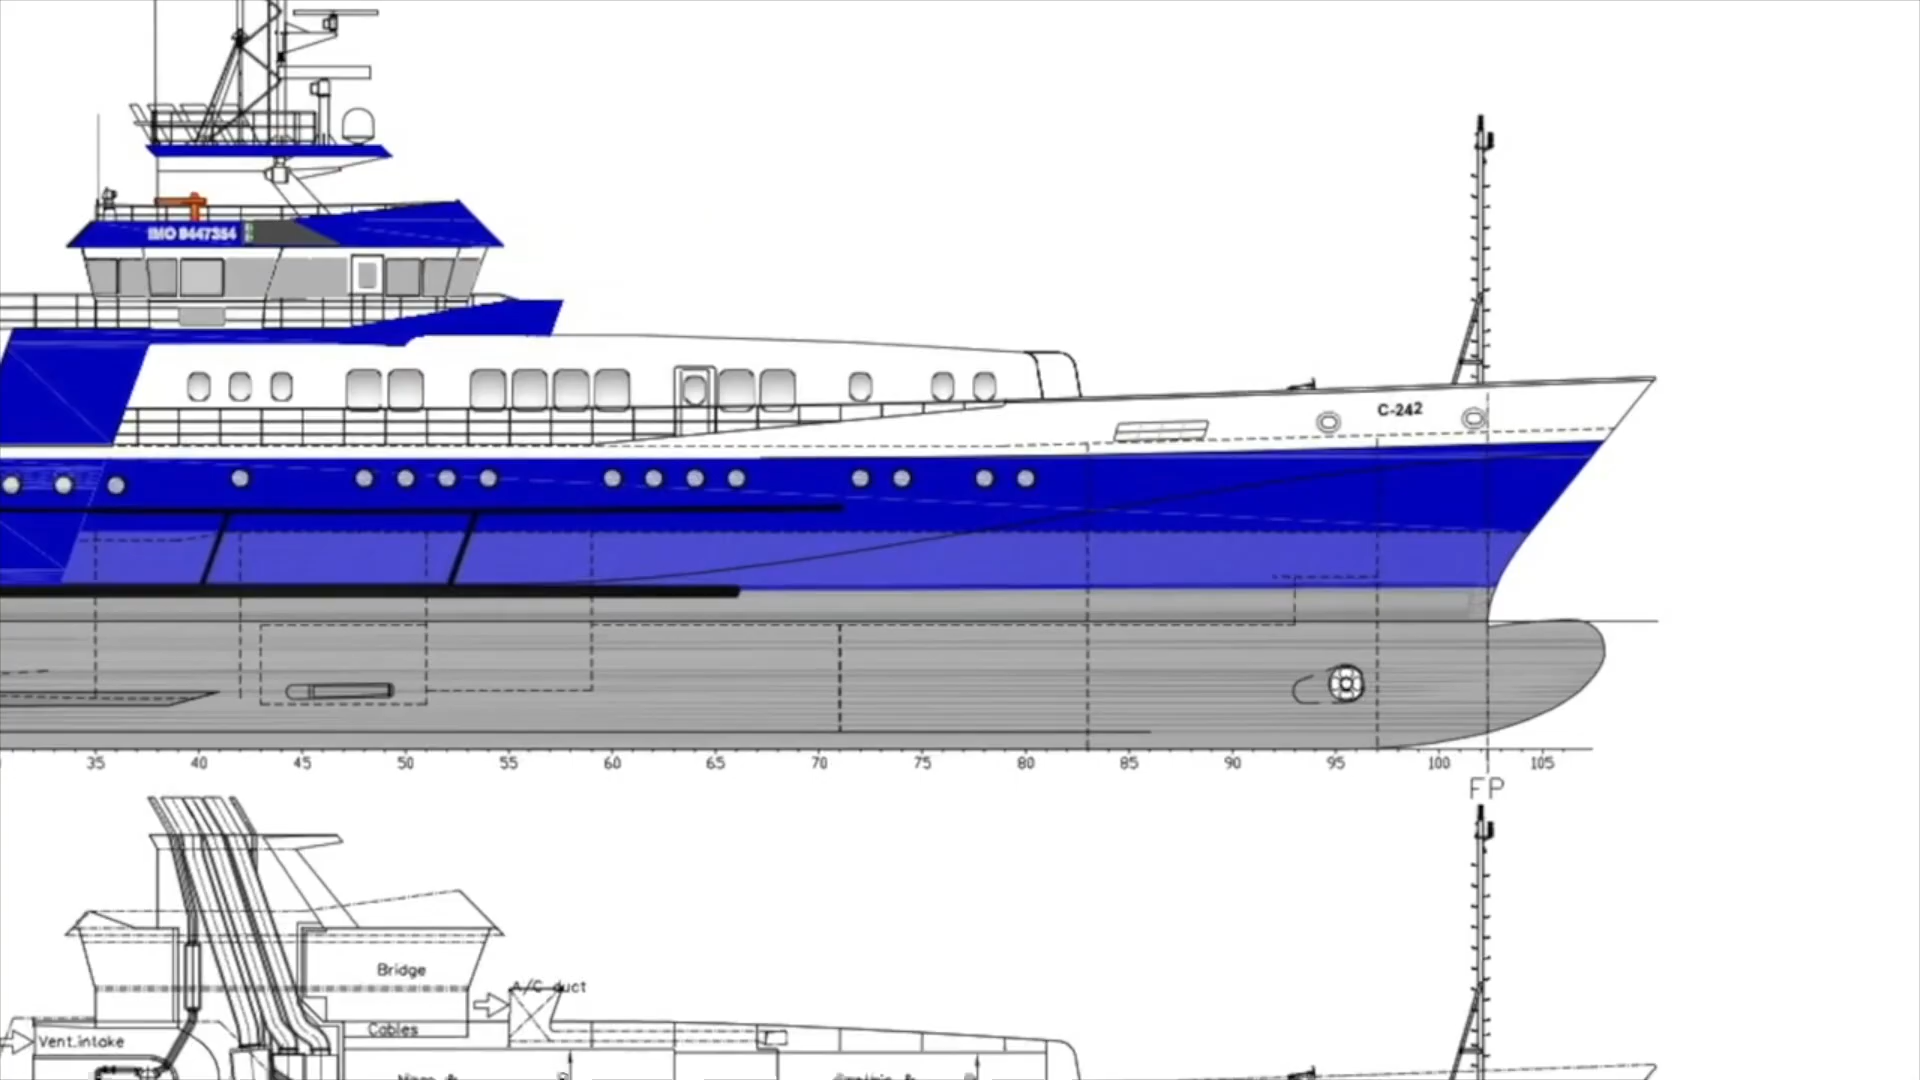 IMO 9447354
C-242
35 40 45 50 55 60 65 70 75 80 85 90 95 100 105
FP
Bridge
A/C duct
Cables
Vent.intake